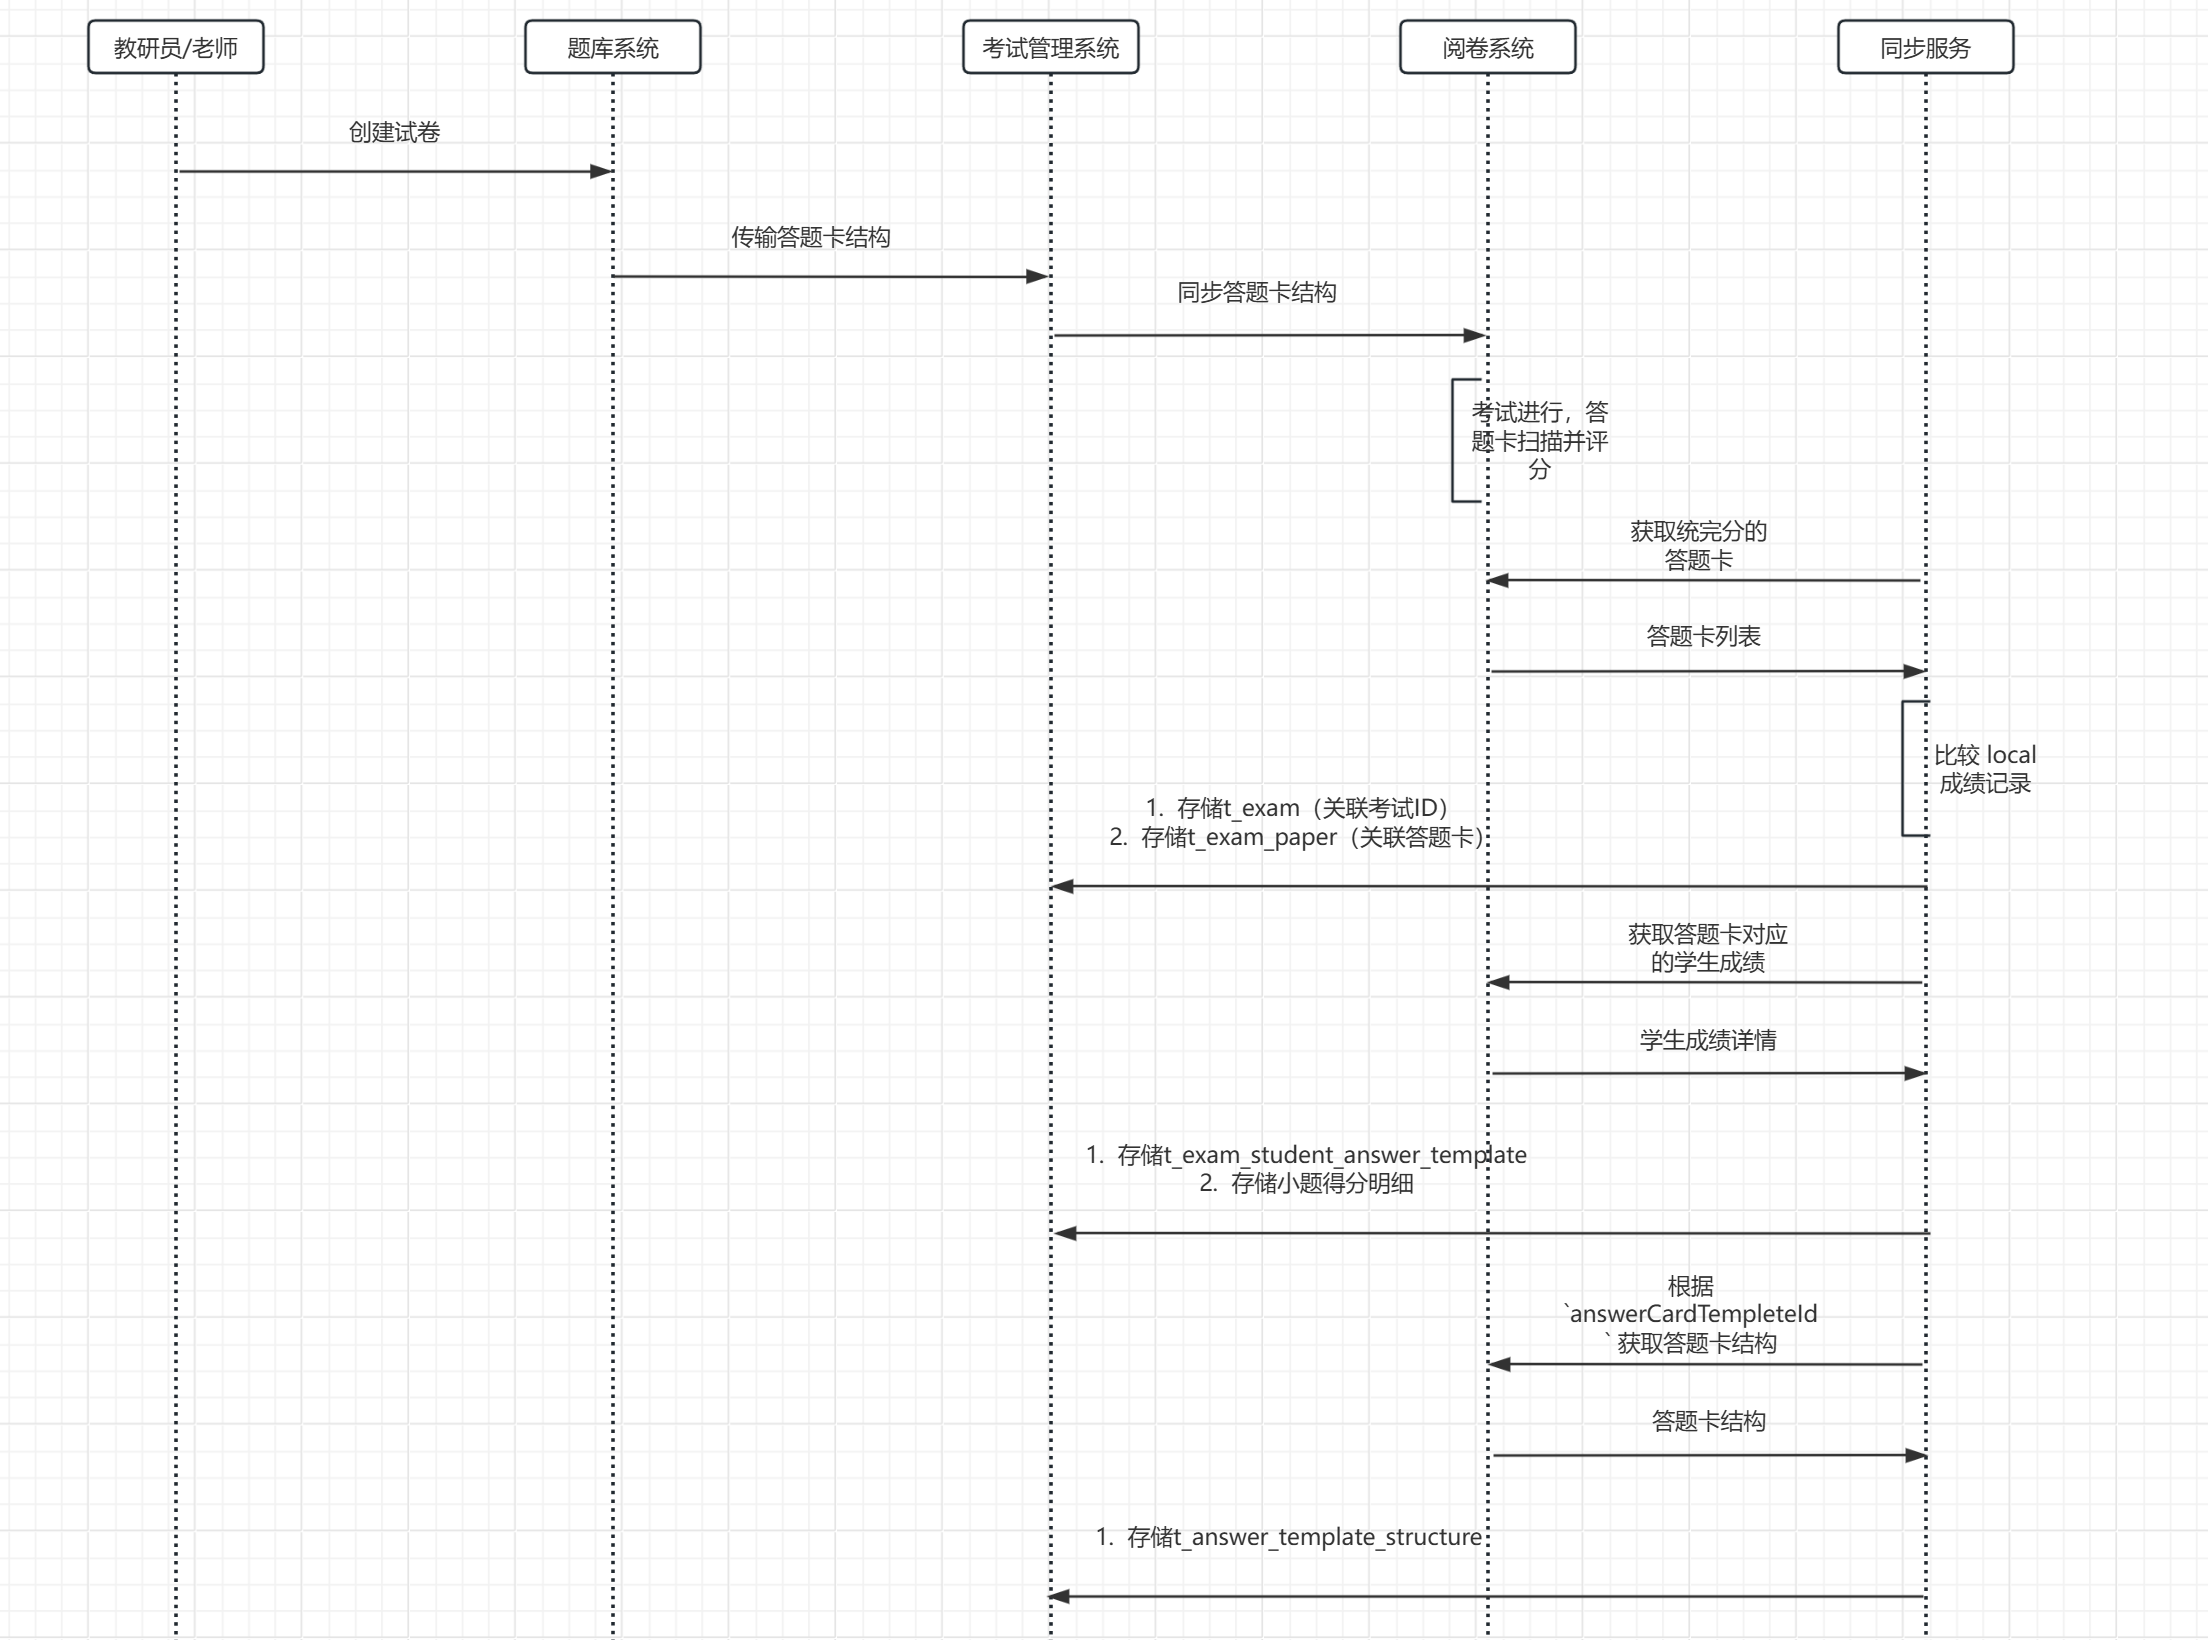 教研员/老师
题库系统
考试管理系统
阅卷系统
同步服务
创建试卷
传输答题卡结构
同步答题卡结构
考试进行，答
题卡扫描并评
分
获取统完分的
答题卡
答题卡列表
比较 local
成绩记录
1. 存储t_exam（关联考试ID）
2. 存储t_exam_paper（关联答题卡）
获取答题卡对应
的学生成绩
学生成绩详情
1. 存储t_exam_student_answer_template
2. 存储小题得分明细
根据
`answerCardTempleteId
` 获取答题卡结构
答题卡结构
1. 存储t_answer_template_structure